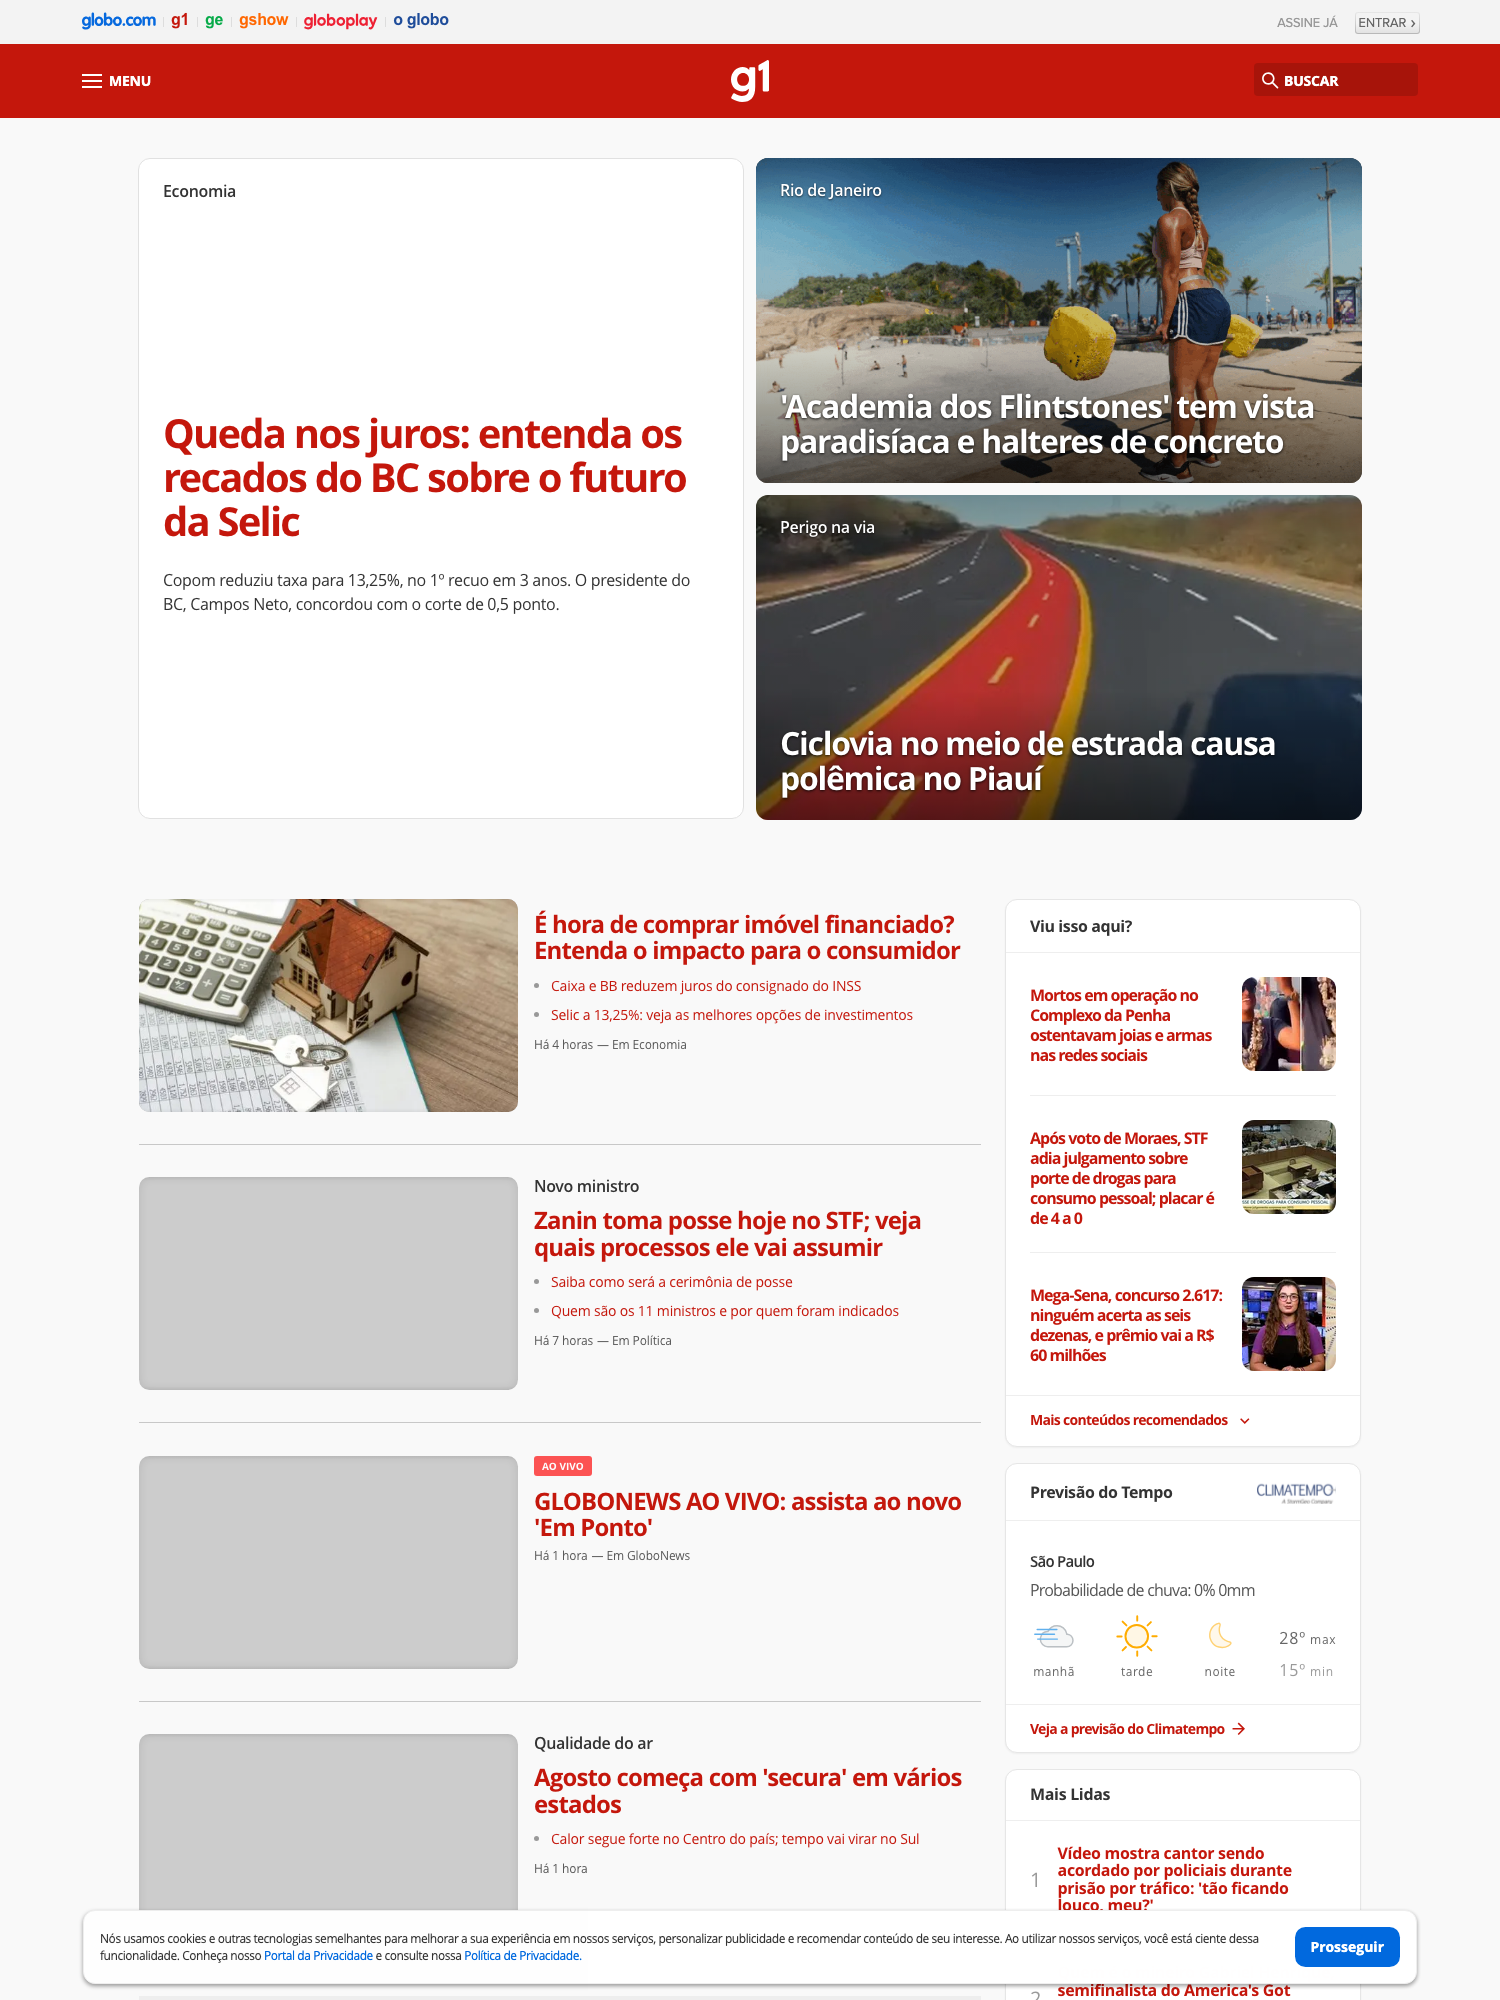 globo.com g1 ge gshow globoplay o globo
ASSINE JÁ ENTRAR ›
MENU
g1
BUSCAR
Economia
Queda nos juros: entenda os
recados do BC sobre o futuro
da Selic
Copom reduziu taxa para 13,25%, no 1º recuo em 3 anos. O presidente do
BC, Campos Neto, concordou com o corte de 0,5 ponto.
Rio de Janeiro
'Academia dos Flintstones' tem vista
paradisíaca e halteres de concreto
Perigo na via
Ciclovia no meio de estrada causa
polêmica no Piauí
É hora de comprar imóvel financiado?
Entenda o impacto para o consumidor
Caixa e BB reduzem juros do consignado do INSS
Selic a 13,25%: veja as melhores opções de investimentos
Há 4 horas — Em Economia
Novo ministro
Zanin toma posse hoje no STF; veja
quais processos ele vai assumir
Saiba como será a cerimônia de posse
Quem são os 11 ministros e por quem foram indicados
Há 7 horas — Em Política
AO VIVO
GLOBONEWS AO VIVO: assista ao novo
'Em Ponto'
Há 1 hora — Em GloboNews
Qualidade do ar
Agosto começa com 'secura' em vários
estados
Calor segue forte no Centro do país; tempo vai virar no Sul
Há 1 hora
Viu isso aqui?
Mortos em operação no
Complexo da Penha
ostentavam joias e armas
nas redes sociais
Após voto de Moraes, STF
adia julgamento sobre
porte de drogas para
consumo pessoal; placar é
de 4 a 0
SSE DE DROGAS PARA CONSUMO PESSOAL
Mega-Sena, concurso 2.617:
ninguém acerta as seis
dezenas, e prêmio vai a R$
60 milhões
Mais conteúdos recomendados
Previsão do Tempo
CLIMATEMPO
A StormGeo Company
São Paulo
Probabilidade de chuva: 0% 0mm
28º max
15º min
manhã tarde noite
Veja a previsão do Climatempo
Mais Lidas
1
Vídeo mostra cantor sendo
acordado por policiais durante
prisão por tráfico: 'tão ficando
louco, meu?'
2
semifinalista do America's Got
Nós usamos cookies e outras tecnologias semelhantes para melhorar a sua experiência em nossos serviços, personalizar publicidade e recomendar conteúdo de seu interesse. Ao utilizar nossos serviços, você está ciente dessa
funcionalidade. Conheça nosso Portal da Privacidade e consulte nossa Política de Privacidade.
Prosseguir